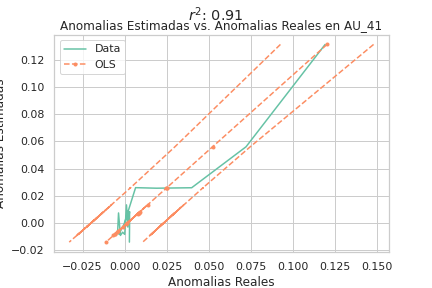 r²: 0.91
Anomalias Estimadas vs. Anomalias Reales en AU_41
Data
OLS
0.12
0.10
0.08
0.06
0.04
0.02
0.00
−0.02
−0.025 0.000 0.025 0.050 0.075 0.100 0.125 0.150
Anomalias Reales